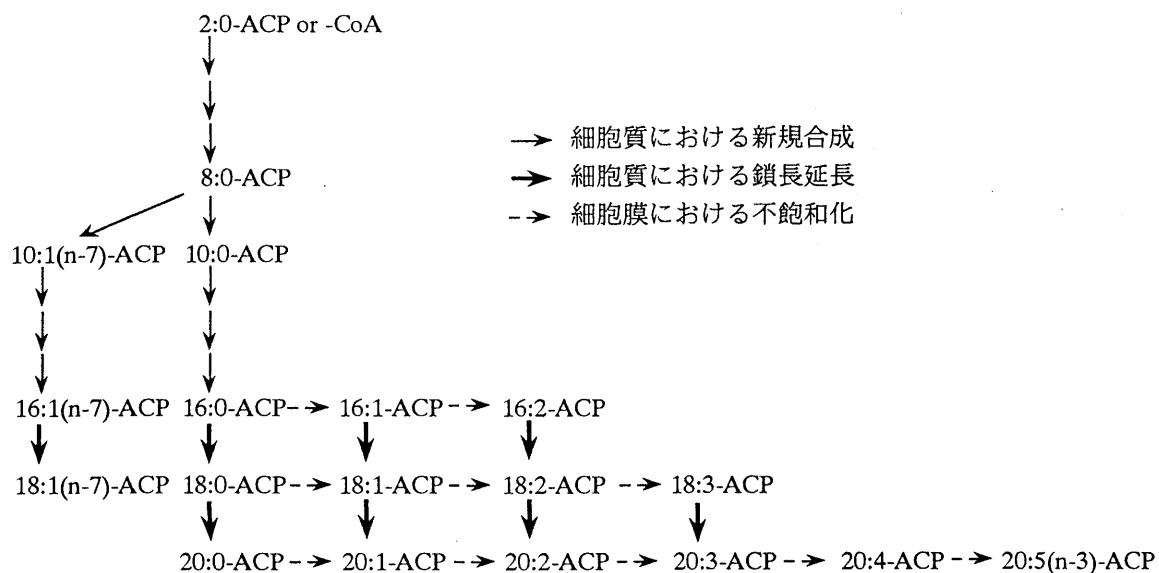 2:0-ACP or -CoA
細胞質における新規合成
細胞質における鎖長延長
8:0-ACP
細胞膜における不飽和化
10:1(n-7)-ACP 10:0-ACP
16:1(n-7)-ACP 16:0-ACP 16:1-ACP 16:2-ACP
18:1(n-7)-ACP 18:0-ACP 18:1-ACP 18:2-ACP 18:3-ACP
20:0-ACP 20:1-ACP 20:2-ACP 20:3-ACP 20:4-ACP 20:5(n-3)-ACP